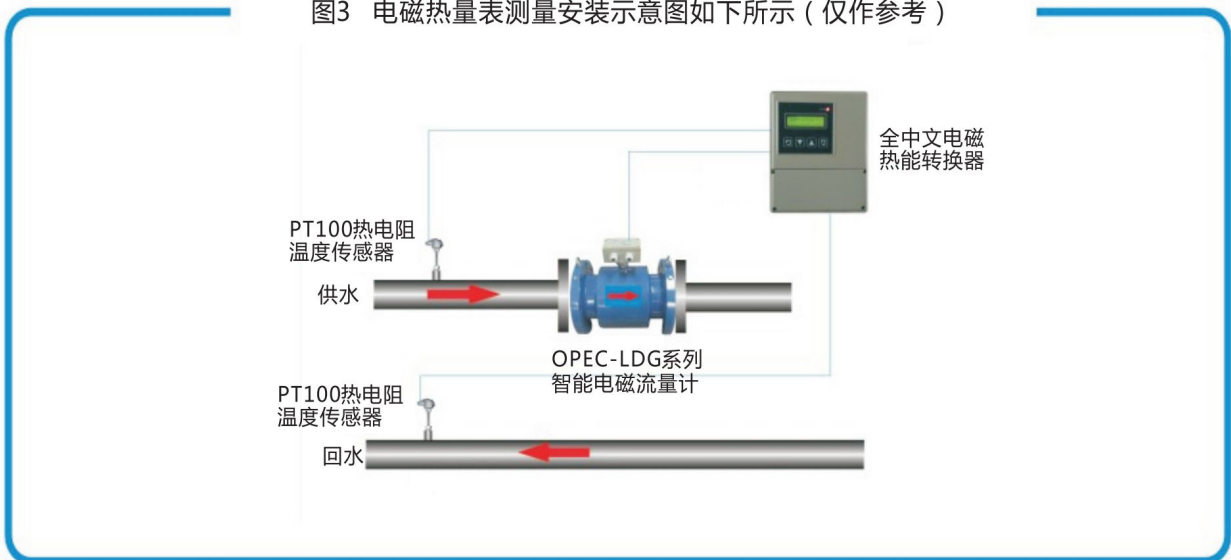 图3 电磁热量表测量安装示意图如下所示（仅作参考）
全中文电磁
热能转换器
PT100热电阻
温度传感器
供水
OPEC-LDG系列
智能电磁流量计
PT100热电阻
温度传感器
回水